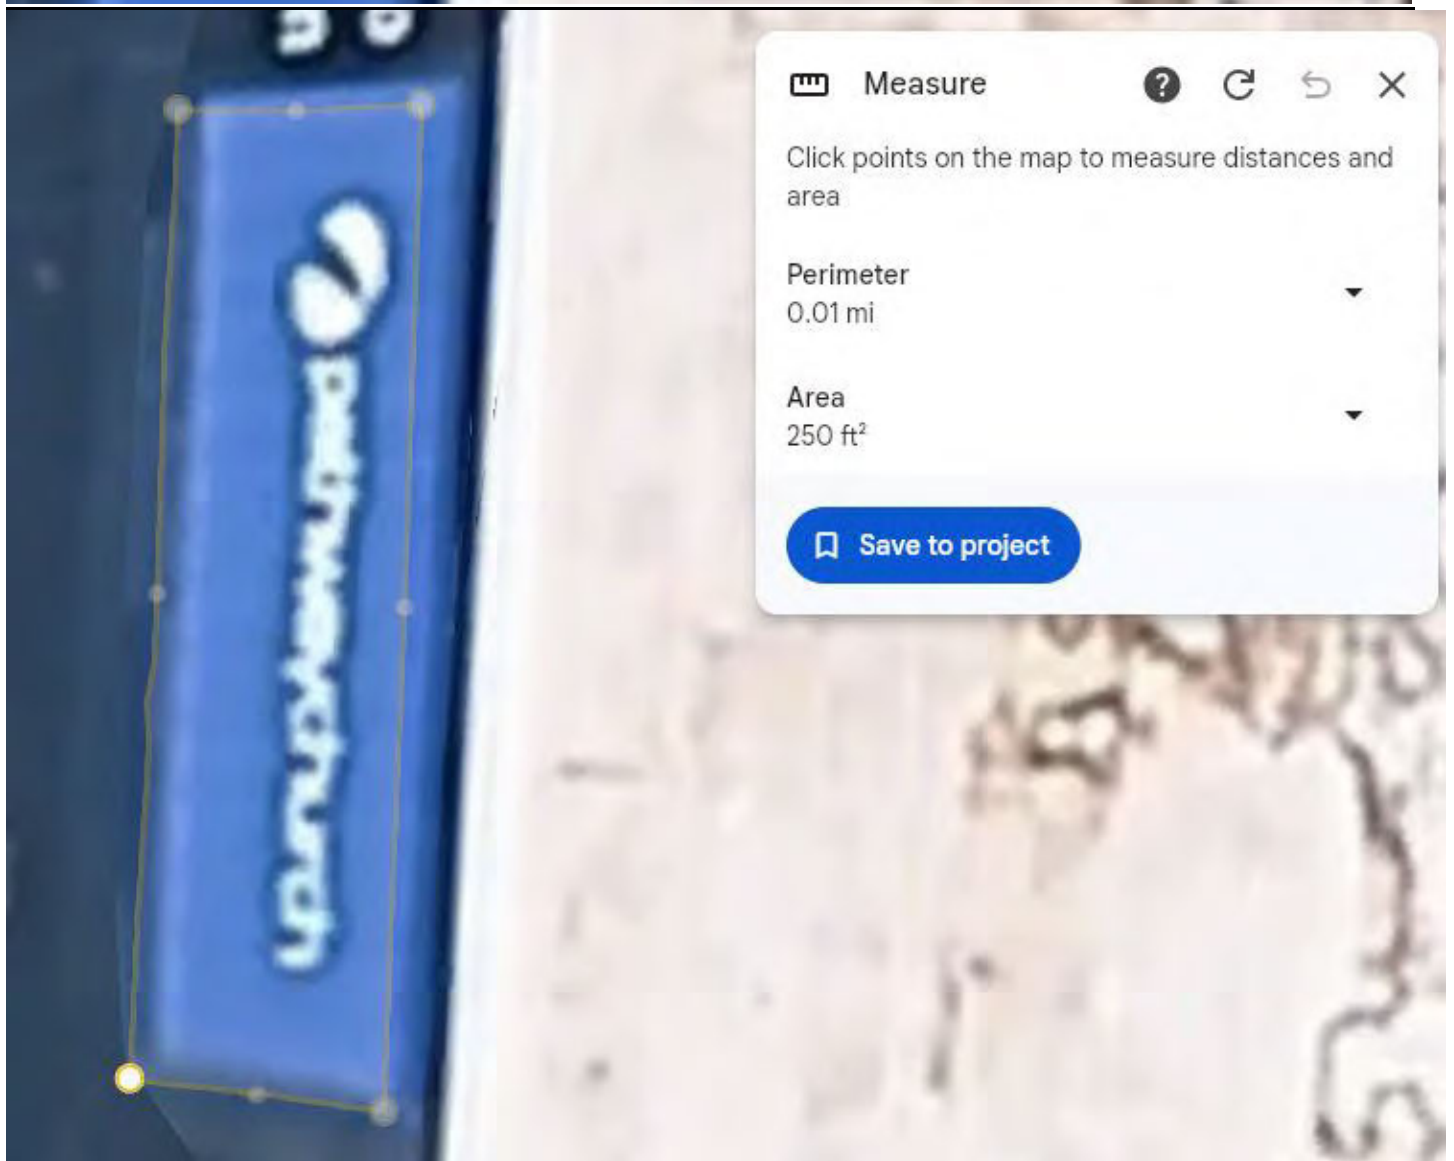 Measure
Click points on the map to measure distances and
area
Perimeter
0.01 mi
Area
250 ft²
Save to project
pathwaychurch